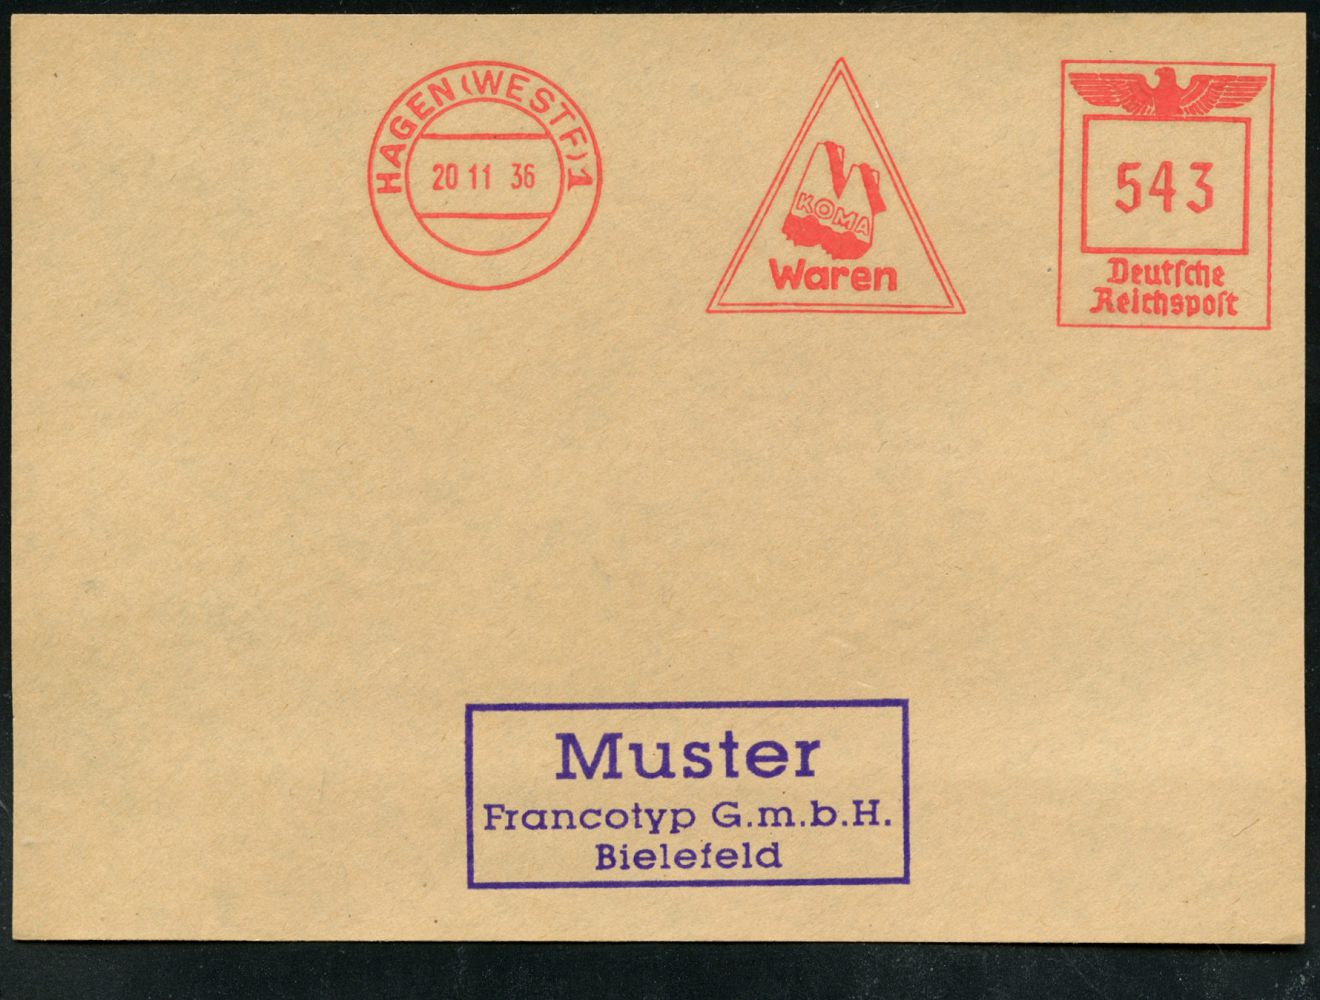 HAGEN (WESTF) 1
20 11 36
KOMA
Waren
543
Deutsche
Reichspost
Muster
Francotyp G.m.b.H.
Bielefeld